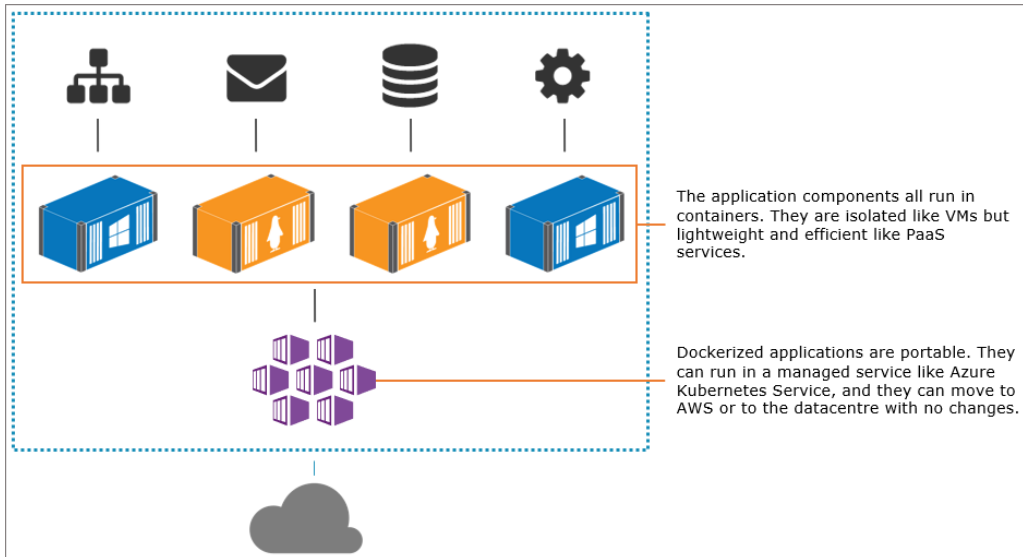 The application components all run in
containers. They are isolated like VMs but
lightweight and efficient like PaaS
services.
Dockerized applications are portable. They
can run in a managed service like Azure
Kubernetes Service, and they can move to
AWS or to the datacentre with no changes.